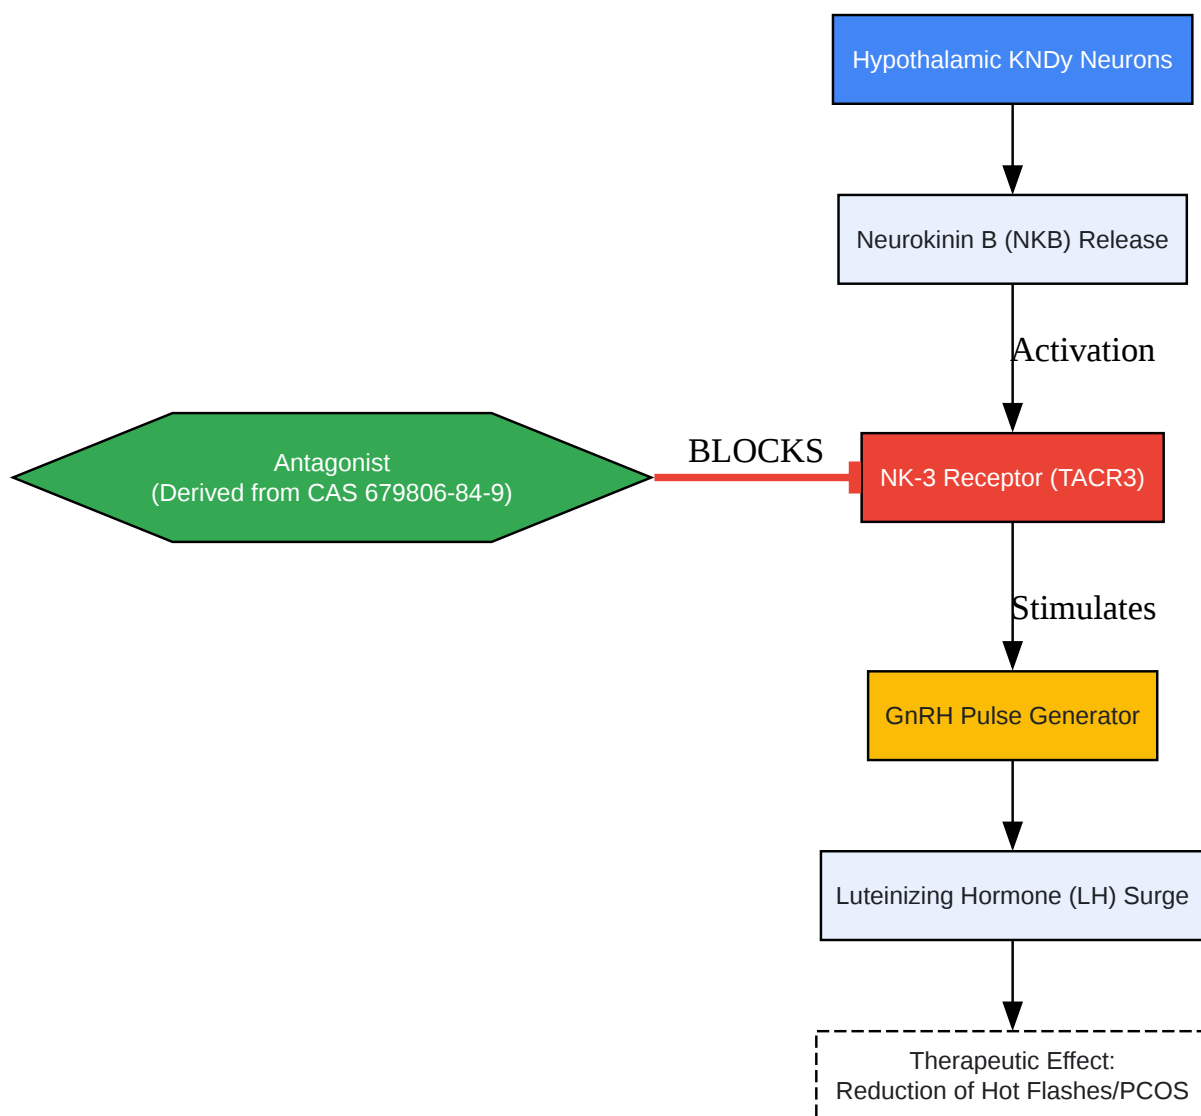 Hypothalamic KNDy Neurons
Neurokinin B (NKB) Release
Activation
Antagonist
(Derived from CAS 679806-84-9)
BLOCKS
NK-3 Receptor (TACR3)
Stimulates
GnRH Pulse Generator
Luteinizing Hormone (LH) Surge
Therapeutic Effect:
Reduction of Hot Flashes/PCOS